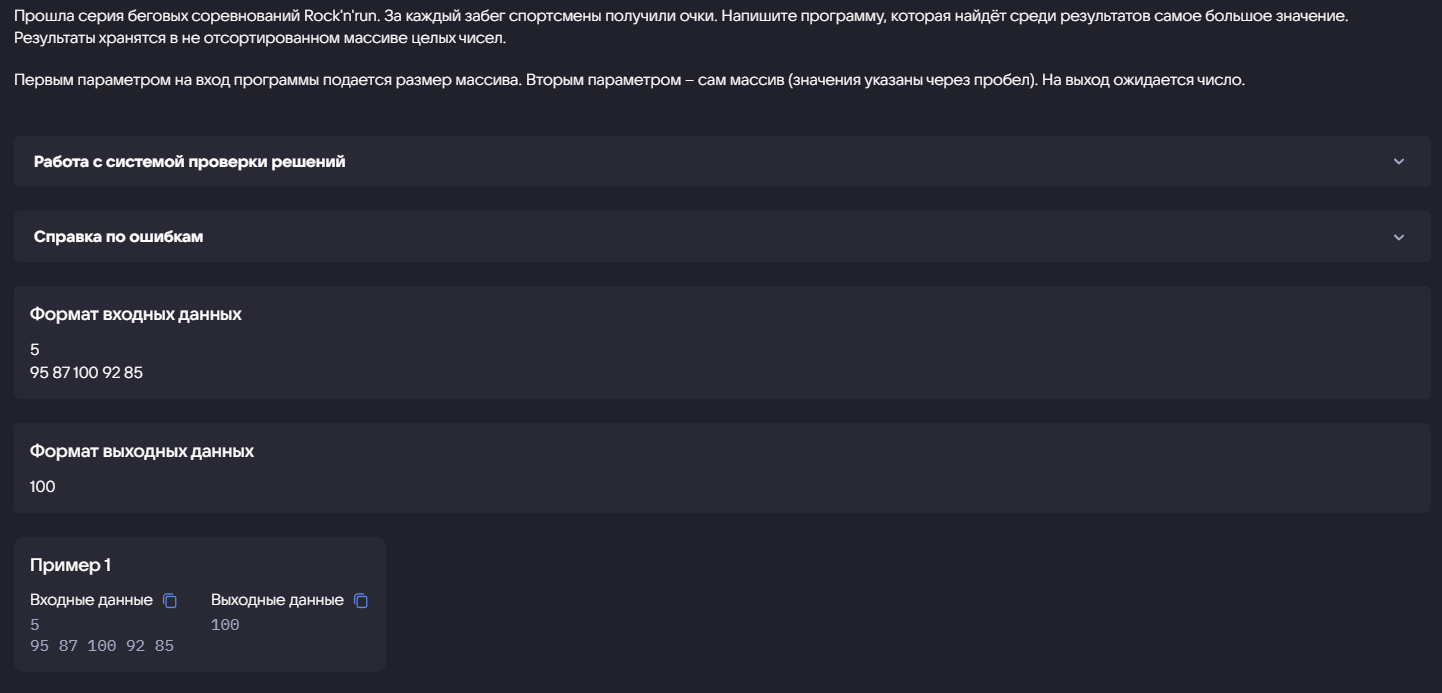 Прошла серия беговых соревнований Rock'n'run. За каждый забег спортсмены получили очки. Напишите программу, которая найдёт среди результатов самое большое значение.
Результаты хранятся в не отсортированном массиве целых чисел.
Первым параметром на вход программы подается размер массива. Вторым параметром – сам массив (значения указаны через пробел). На выход ожидается число.
Работа с системой проверки решений
Справка по ошибкам
Формат входных данных
5
95 87 100 92 85
Формат выходных данных
100
Пример 1
Входные данные Выходные данные
5 100
95 87 100 92 85